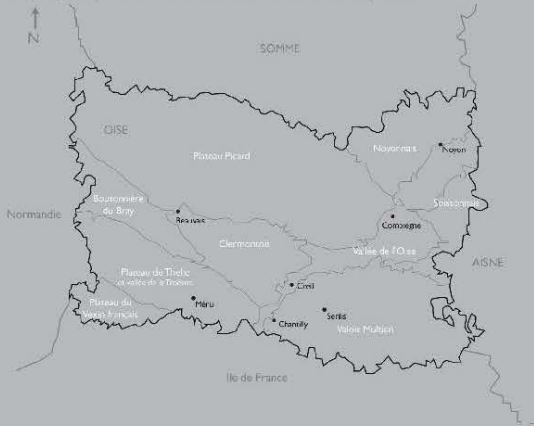 N
SOMME
OISE
Plateau Picard
Noyonnais
Noyon
Soissonnais
Boutonnière
du Bray
Normandie
Beauvais
Compiègne
Clermontois
Vallée de l'Oise
AISNE
Plateau de Thelle
et vallée de la Troësne
Creil
Plateau du
Vexin français
Méru
Chantilly
Senlis
Valois Multien
Ile de France